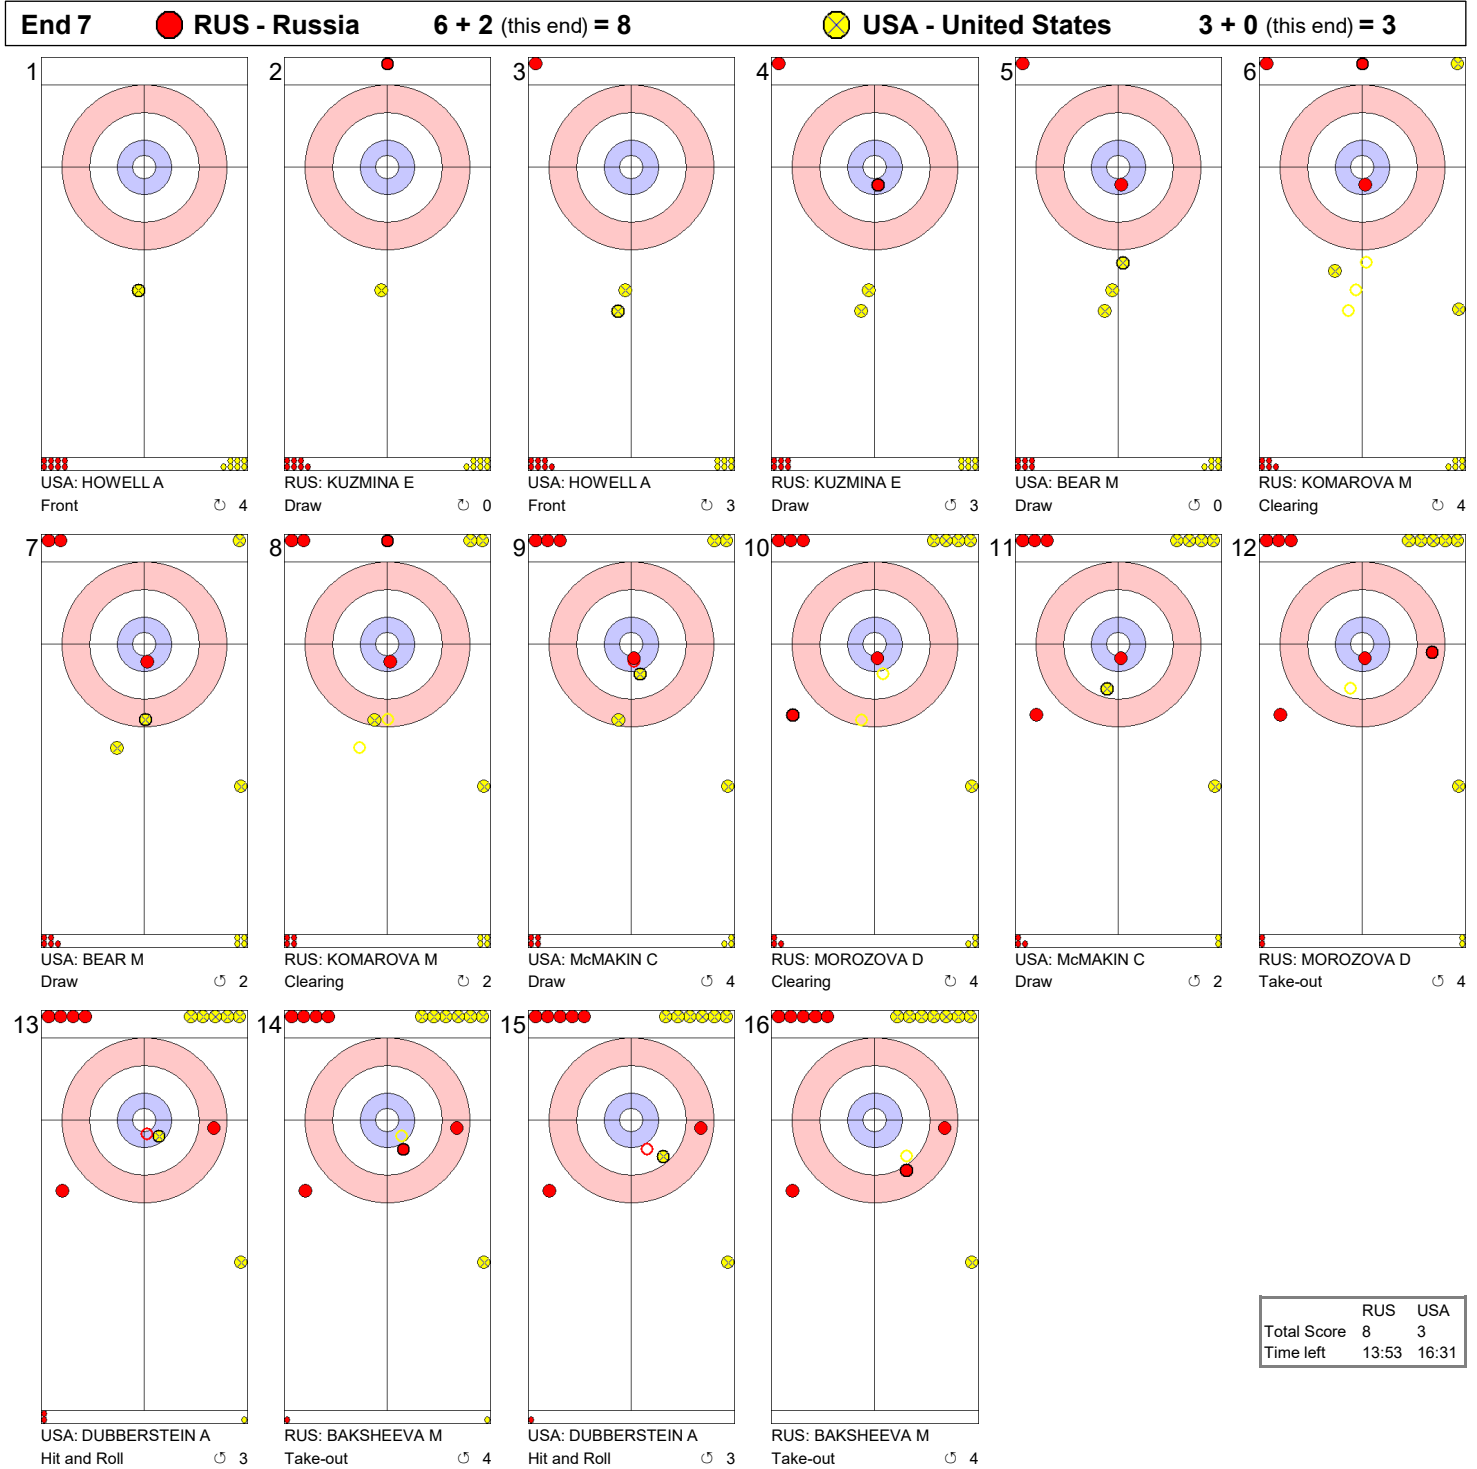 End 7 RUS - Russia 6 + 2 (this end) = 8 USA - United States 3 + 0 (this end) = 3
1 2 3 4 5 6
USA: HOWELL A RUS: KUZMINA E USA: HOWELL A RUS: KUZMINA E USA: BEAR M RUS: KOMAROVA M
Front ↻ 4 Draw ↻ 0 Front ↻ 3 Draw ↺ 3 Draw ↺ 0 Clearing ↻ 4
7 8 9 10 11 12
USA: BEAR M RUS: KOMAROVA M USA: McMAKIN C RUS: MOROZOVA D USA: McMAKIN C RUS: MOROZOVA D
Draw ↺ 2 Clearing ↻ 2 Draw ↺ 4 Clearing ↻ 4 Draw ↺ 2 Take-out ↺ 4
13 14 15 16
RUS USA
Total Score 8 3
Time left 13:53 16:31
USA: DUBBERSTEIN A RUS: BAKSHEEVA M USA: DUBBERSTEIN A RUS: BAKSHEEVA M
Hit and Roll ↺ 3 Take-out ↺ 4 Hit and Roll ↺ 3 Take-out ↺ 4